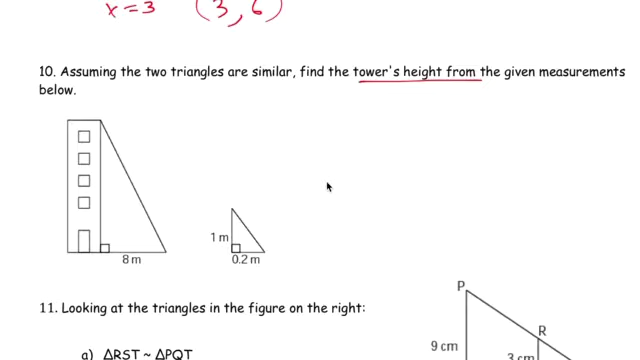 x = 3 (3, 6)
10. Assuming the two triangles are similar, find the tower's height from the given measurements
below.
1 m
8 m
0.2 m
11. Looking at the triangles in the figure on the right:
P
R
9 cm
3 cm
a) ΔRST ~ ΔPQT